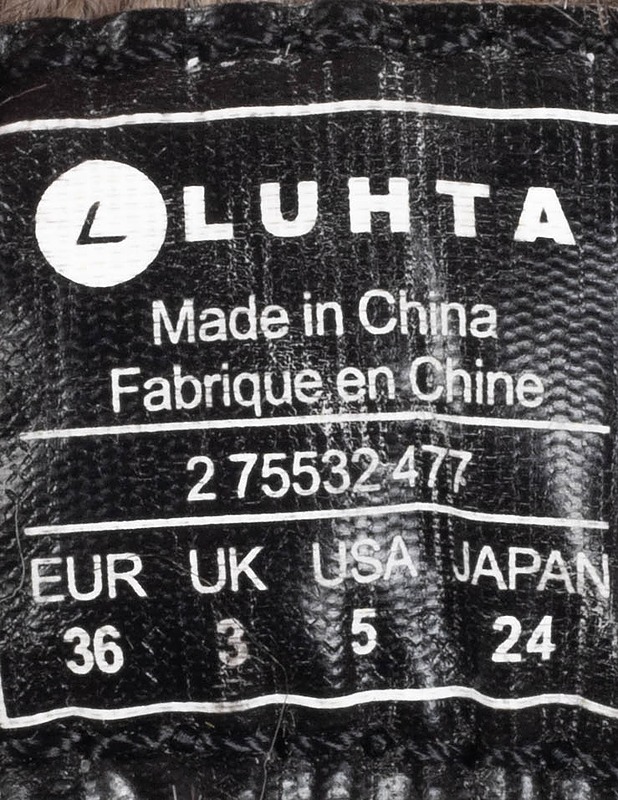 L LUHTA
Made in China
Fabrique en Chine
2 75532 477
EUR UK USA JAPAN
36 3 5 24